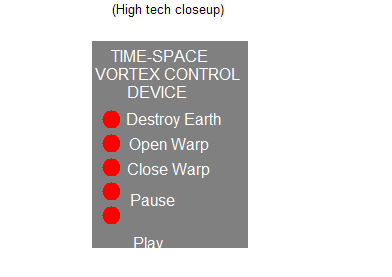 (High tech closeup)
TIME-SPACE
VORTEX CONTROL
DEVICE
Destroy Earth
Open Warp
Close Warp
Pause
Play